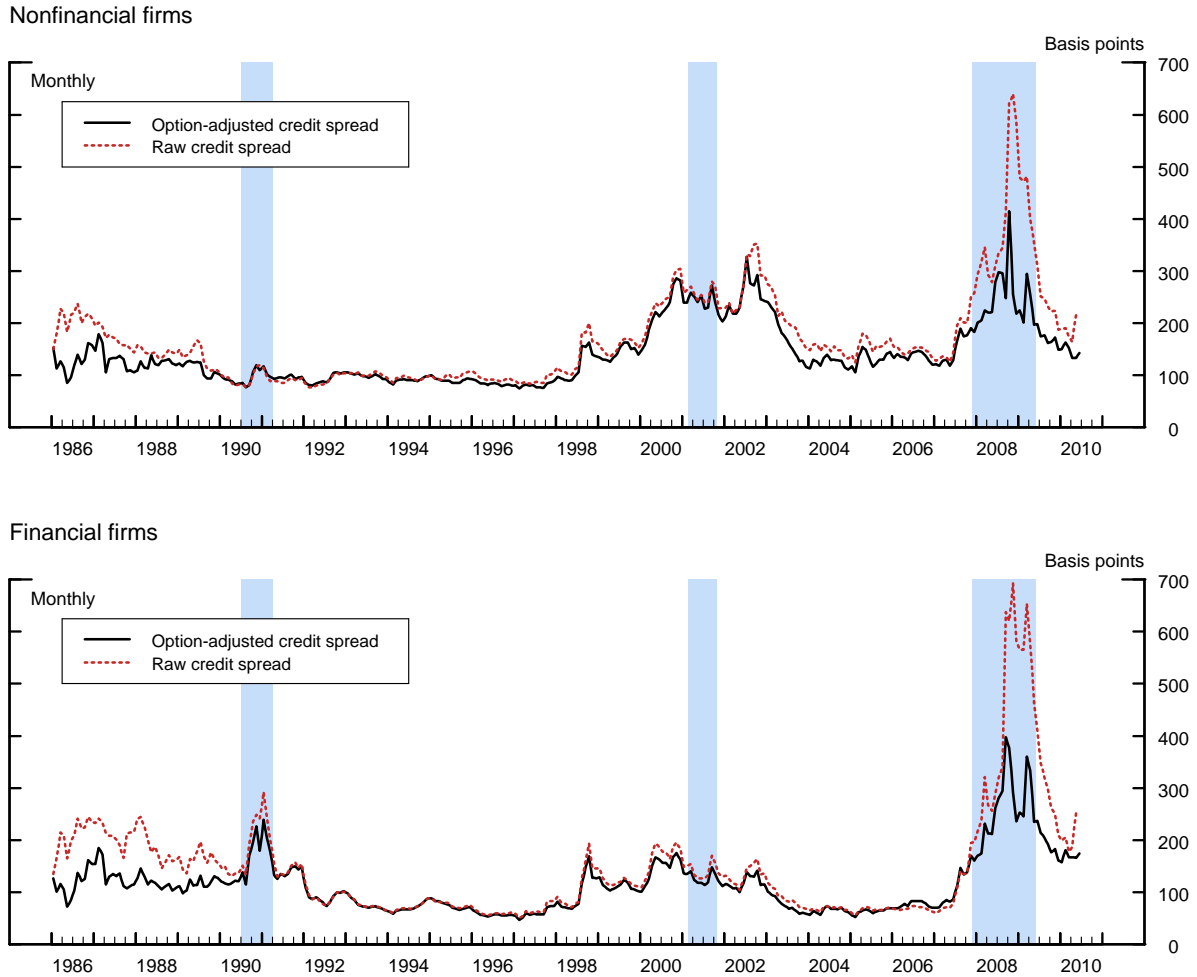 Nonfinancial firms
Basis points
Monthly
Option-adjusted credit spread
Raw credit spread
700
600
500
400
300
200
100
0
1986 1988 1990 1992 1994 1996 1998 2000 2002 2004 2006 2008 2010
Financial firms
Basis points
Monthly
Option-adjusted credit spread
Raw credit spread
700
600
500
400
300
200
100
0
1986 1988 1990 1992 1994 1996 1998 2000 2002 2004 2006 2008 2010